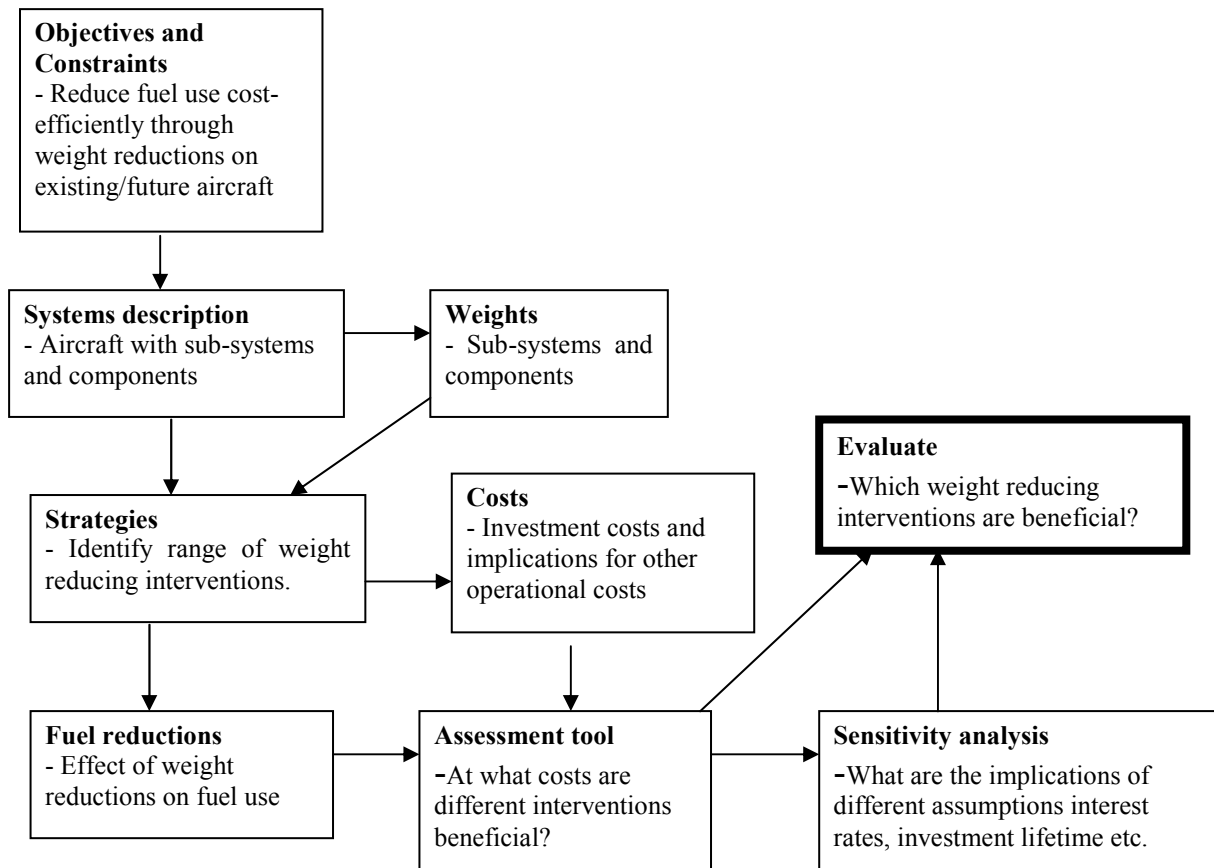 Objectives and
Constraints
- Reduce fuel use cost-
efficiently through
weight reductions on
existing/future aircraft
Systems description
- Aircraft with sub-systems
and components
Weights
- Sub-systems and
components
Evaluate
-Which weight reducing
interventions are beneficial?
Strategies
- Identify range of weight
reducing interventions.
Costs
- Investment costs and
implications for other
operational costs
Fuel reductions
- Effect of weight
reductions on fuel use
Assessment tool
-At what costs are
different interventions
beneficial?
Sensitivity analysis
-What are the implications of
different assumptions interest
rates, investment lifetime etc.